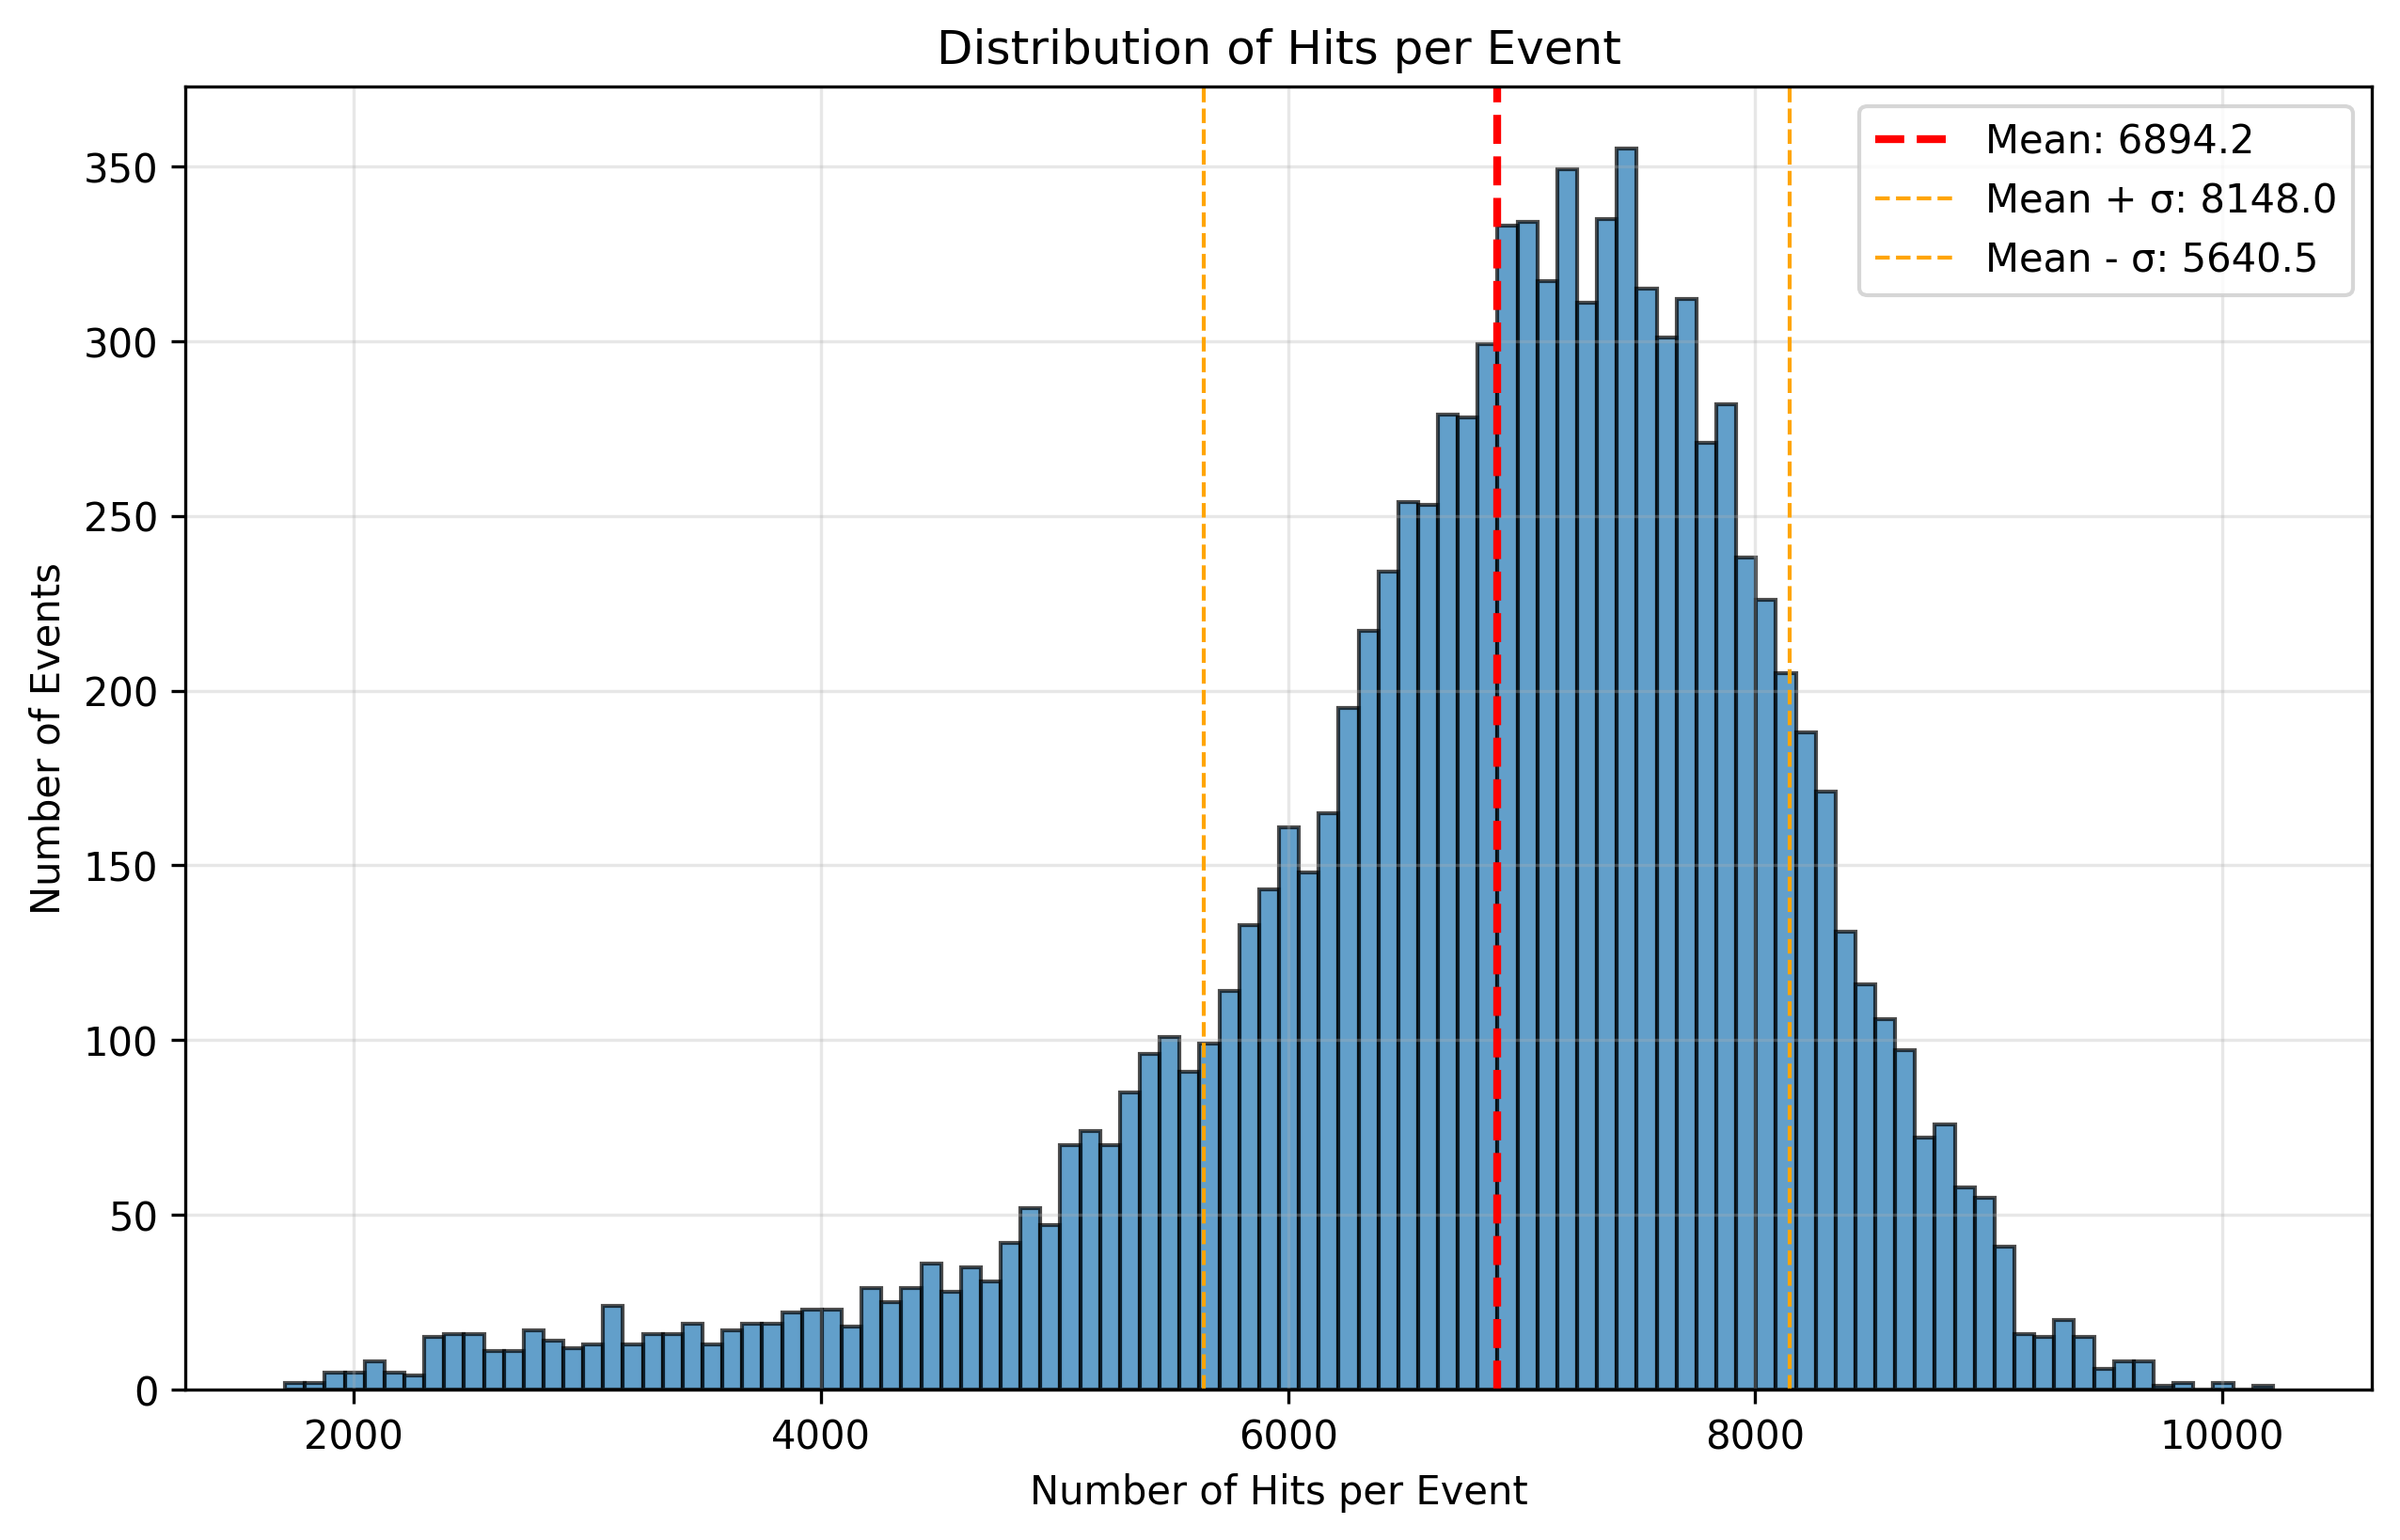 Distribution of Hits per Event
Mean: 6894.2
Mean + σ: 8148.0
Mean - σ: 5640.5
350
300
250
200
150
100
50
0
Number of Events
2000 4000 6000 8000 10000
Number of Hits per Event